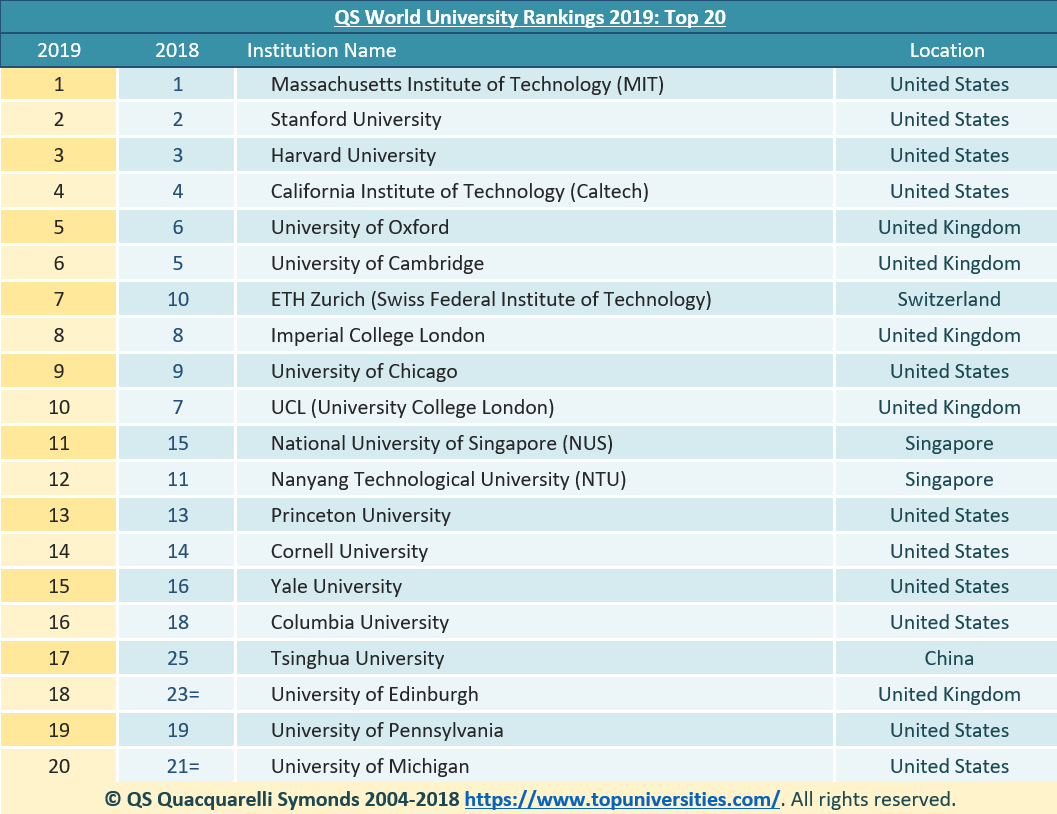 QS World University Rankings 2019: Top 20
2019 2018 Institution Name Location
1 1 Massachusetts Institute of Technology (MIT) United States
2 2 Stanford University United States
3 3 Harvard University United States
4 4 California Institute of Technology (Caltech) United States
5 6 University of Oxford United Kingdom
6 5 University of Cambridge United Kingdom
7 10 ETH Zurich (Swiss Federal Institute of Technology) Switzerland
8 8 Imperial College London United Kingdom
9 9 University of Chicago United States
10 7 UCL (University College London) United Kingdom
11 15 National University of Singapore (NUS) Singapore
12 11 Nanyang Technological University (NTU) Singapore
13 13 Princeton University United States
14 14 Cornell University United States
15 16 Yale University United States
16 18 Columbia University United States
17 25 Tsinghua University China
18 23= University of Edinburgh United Kingdom
19 19 University of Pennsylvania United States
20 21= University of Michigan United States
© QS Quacquarelli Symonds 2004-2018 https://www.topuniversities.com/. All rights reserved.